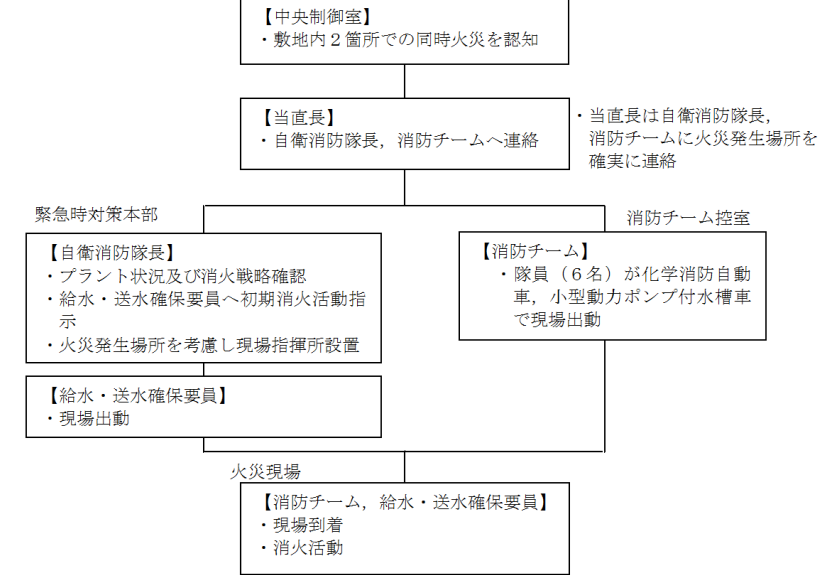 【中央制御室】
・敷地内２箇所での同時火災を認知
【当直長】
・自衛消防隊長，消防チームへ連絡
・当直長は自衛消防隊長，
消防チームに火災発生場所を
確実に連絡
緊急時対策本部
【自衛消防隊長】
・プラント状況及び消火戦略確認
・給水・送水確保要員へ初期消火活動指
示
・火災発生場所を考慮し現場指揮所設置
【給水・送水確保要員】
・現場出動
消防チーム控室
【消防チーム】
・隊員（６名）が化学消防自動
車，小型動力ポンプ付水槽車
で現場出動
火災現場
【消防チーム，給水・送水確保要員】
・現場到着
・消火活動